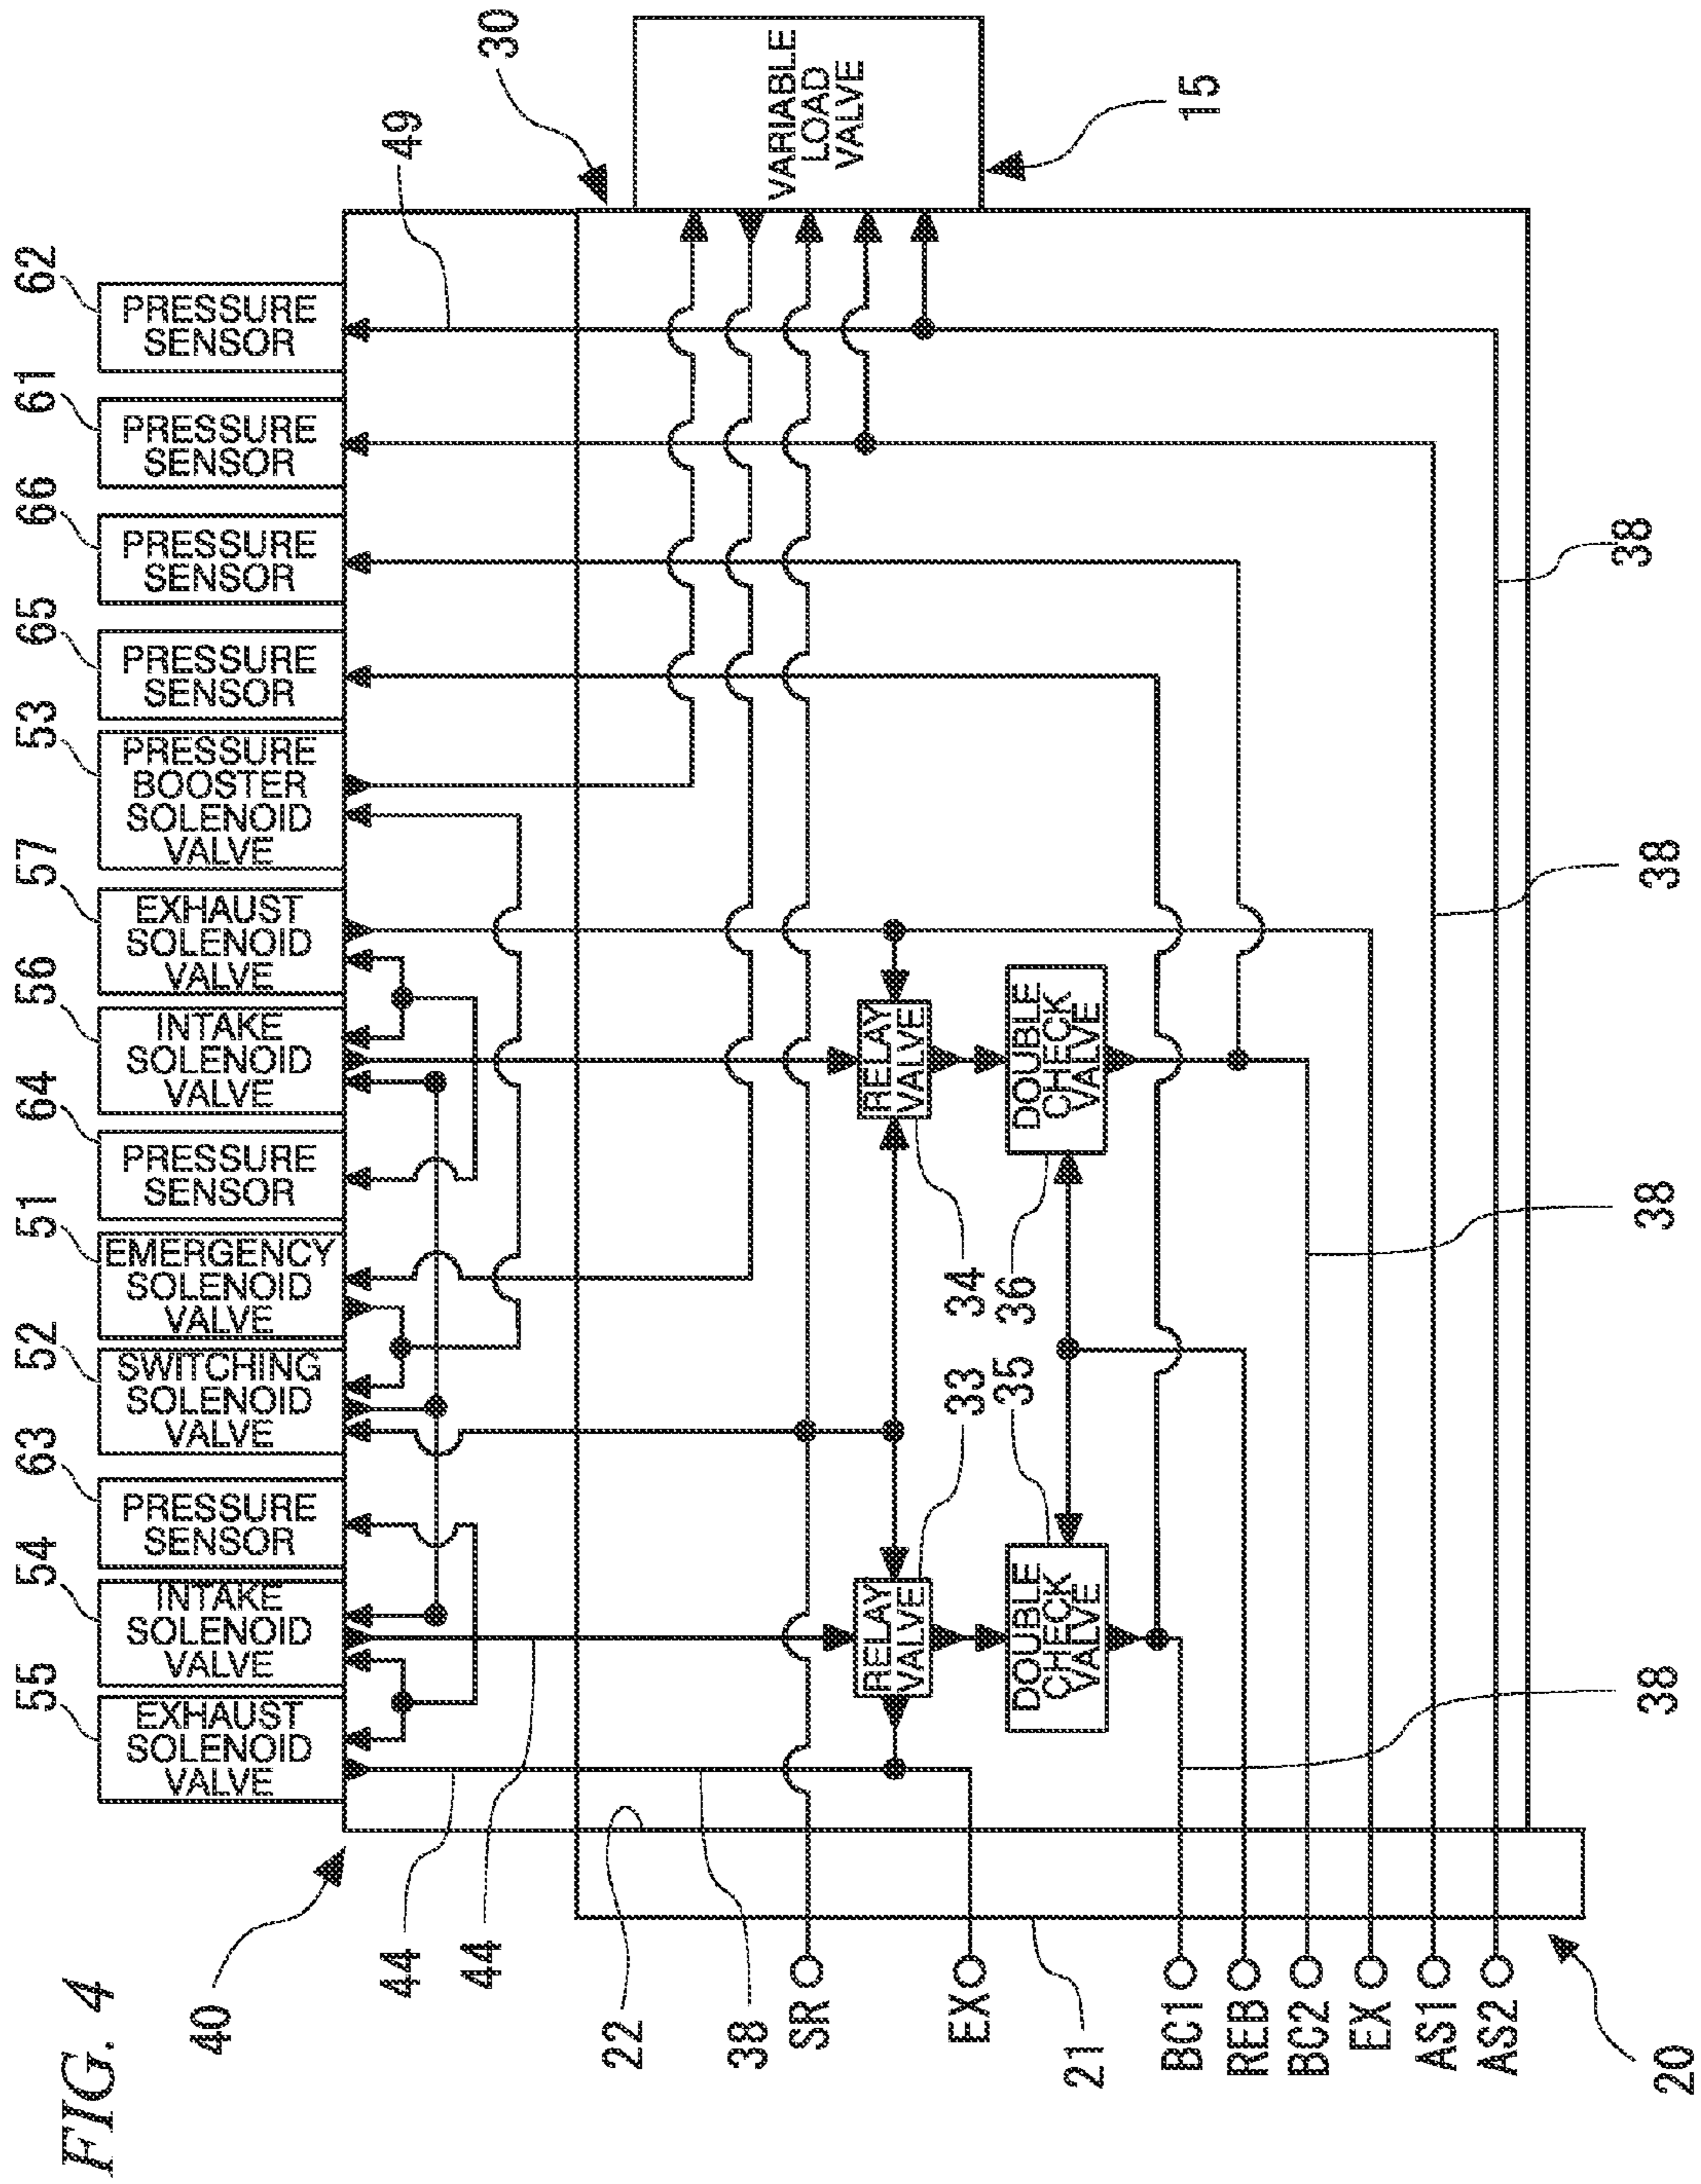 FIG. 4
40
55
EXHAUST
SOLENOID
VALVE
54
INTAKE
SOLENOID
VALVE
63
PRESSURE
SENSOR
52
SWITCHING
SOLENOID
VALVE
51
EMERGENCY
SOLENOID
VALVE
64
PRESSURE
SENSOR
56
INTAKE
SOLENOID
VALVE
57
EXHAUST
SOLENOID
VALVE
53
PRESSURE
BOOSTER
SOLENOID
VALVE
65
PRESSURE
SENSOR
66
PRESSURE
SENSOR
61
PRESSURE
SENSOR
62
PRESSURE
SENSOR
49
30
VARIABLE
LOAD
VALVE
15
44
44
22
38
SR
EX
21
BC1
REB
BC2
EX
AS1
AS2
20
RELAY
VALVE
33
DOUBLE
CHECK
VALVE
35
RELAY
VALVE
34
DOUBLE
CHECK
VALVE
36
38
38
38
38